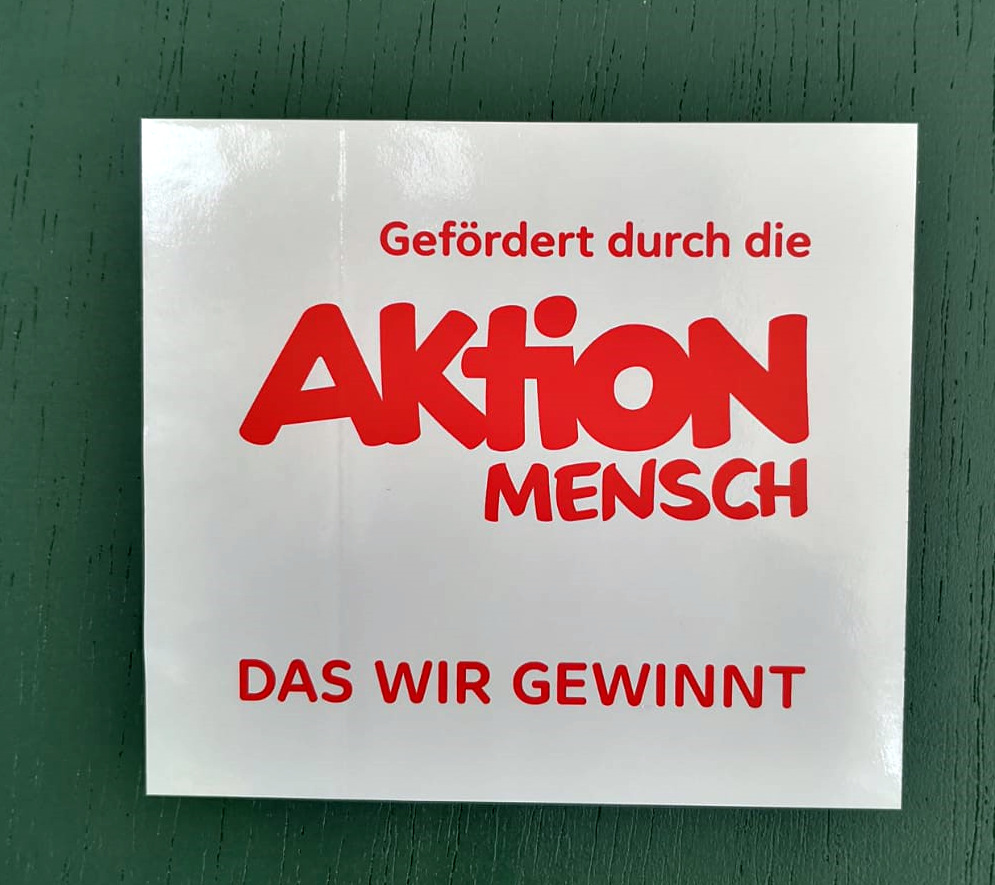 Gefördert durch die
AKtiON
MENSCH
DAS WIR GEWINNT